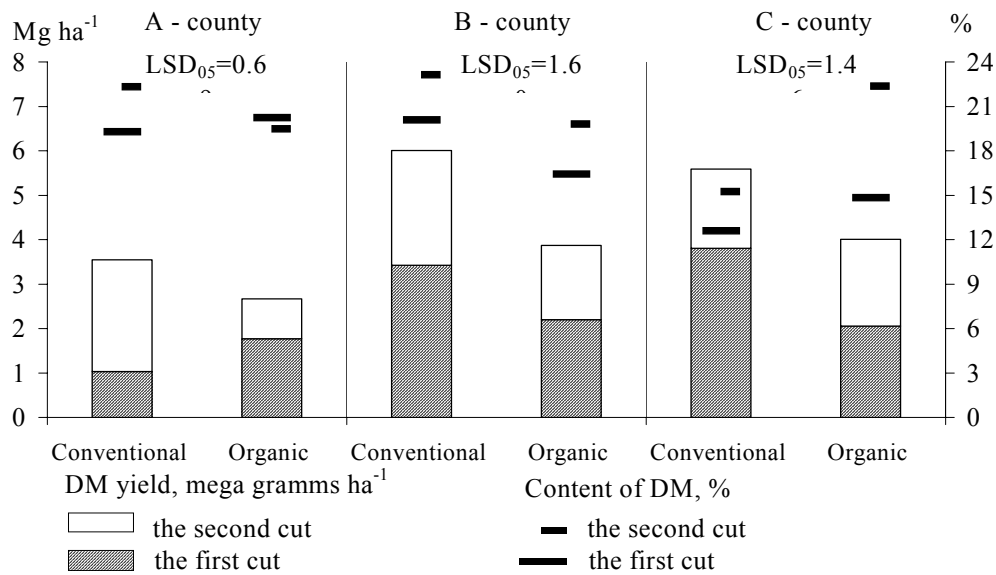 Mg ha⁻¹
A - county
B - county
C - county
%
LSD₀₅=0.6
LSD₀₅=1.6
LSD₀₅=1.4
8
7
6
5
4
3
2
1
0
24
21
18
15
12
9
6
3
0
Conventional Organic Conventional Organic Conventional Organic
DM yield, mega gramms ha⁻¹
the second cut
the first cut
Content of DM, %
the second cut
the first cut